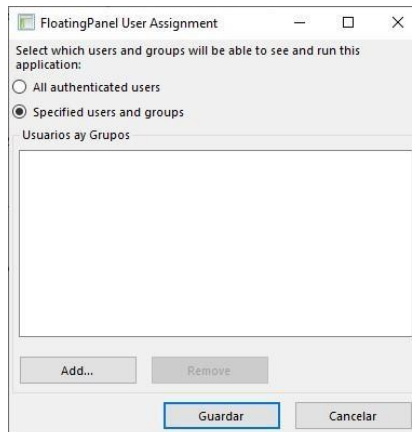 FloatingPanel User Assignment
Select which users and groups will be able to see and run this
application:
All authenticated users
Specified users and groups
Usuarios ay Grupos
Add...
Remove
Guardar
Cancelar